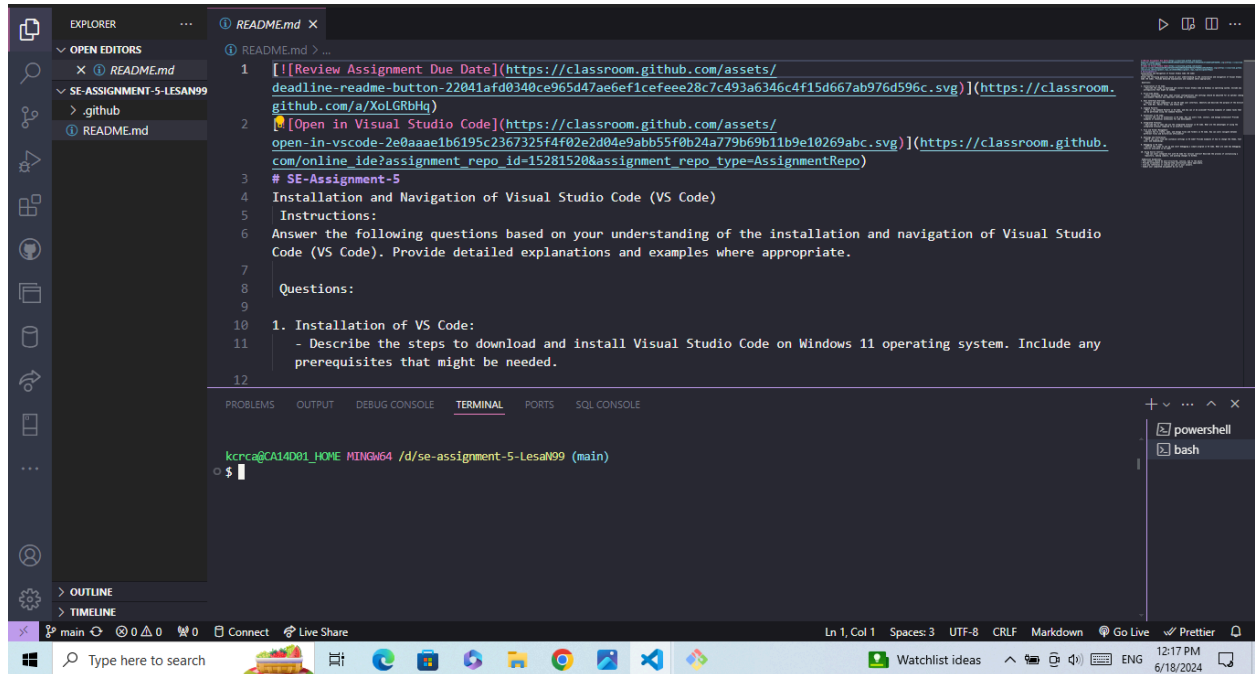 EXPLORER ...
README.md ×
OPEN EDITORS
× README.md
SE-ASSIGNMENT-5-LESAN99
> .github
README.md
README.md > ...
1 [![Review Assignment Due Date](https://classroom.github.com/assets/
deadline-readme-button-22041afd0340ce965d47ae6ef1cefeee28c7c493a6346c4f15d667ab976d596c.svg)](https://classroom.
github.com/a/XoLGRbHq)
2 [Open in Visual Studio Code](https://classroom.github.com/assets/
open-in-vscode-2e0aaae1b6195c2367325f4f02e2d04e9abb55f0b24a779b69b11b9e10269abc.svg)](https://classroom.github.
com/online_ide?assignment_repo_id=15281520&assignment_repo_type=AssignmentRepo)
3 # SE-Assignment-5
4 Installation and Navigation of Visual Studio Code (VS Code)
5 Instructions:
6 Answer the following questions based on your understanding of the installation and navigation of Visual Studio
Code (VS Code). Provide detailed explanations and examples where appropriate.
7
8 Questions:
9
10 1. Installation of VS Code:
11 - Describe the steps to download and install Visual Studio Code on Windows 11 operating system. Include any
prerequisites that might be needed.
12
PROBLEMS OUTPUT DEBUG CONSOLE TERMINAL PORTS SQL CONSOLE
powershell
bash
kcrca@CA14D01_HOME MINGW64 /d/se-assignment-5-LesaN99 (main)
$
> OUTLINE
> TIMELINE
main 0 0 0 Connect Live Share
Ln 1, Col 1 Spaces: 3 UTF-8 CRLF Markdown Go Live Prettier
Type here to search
Watchlist ideas
ENG
12:17 PM
6/18/2024